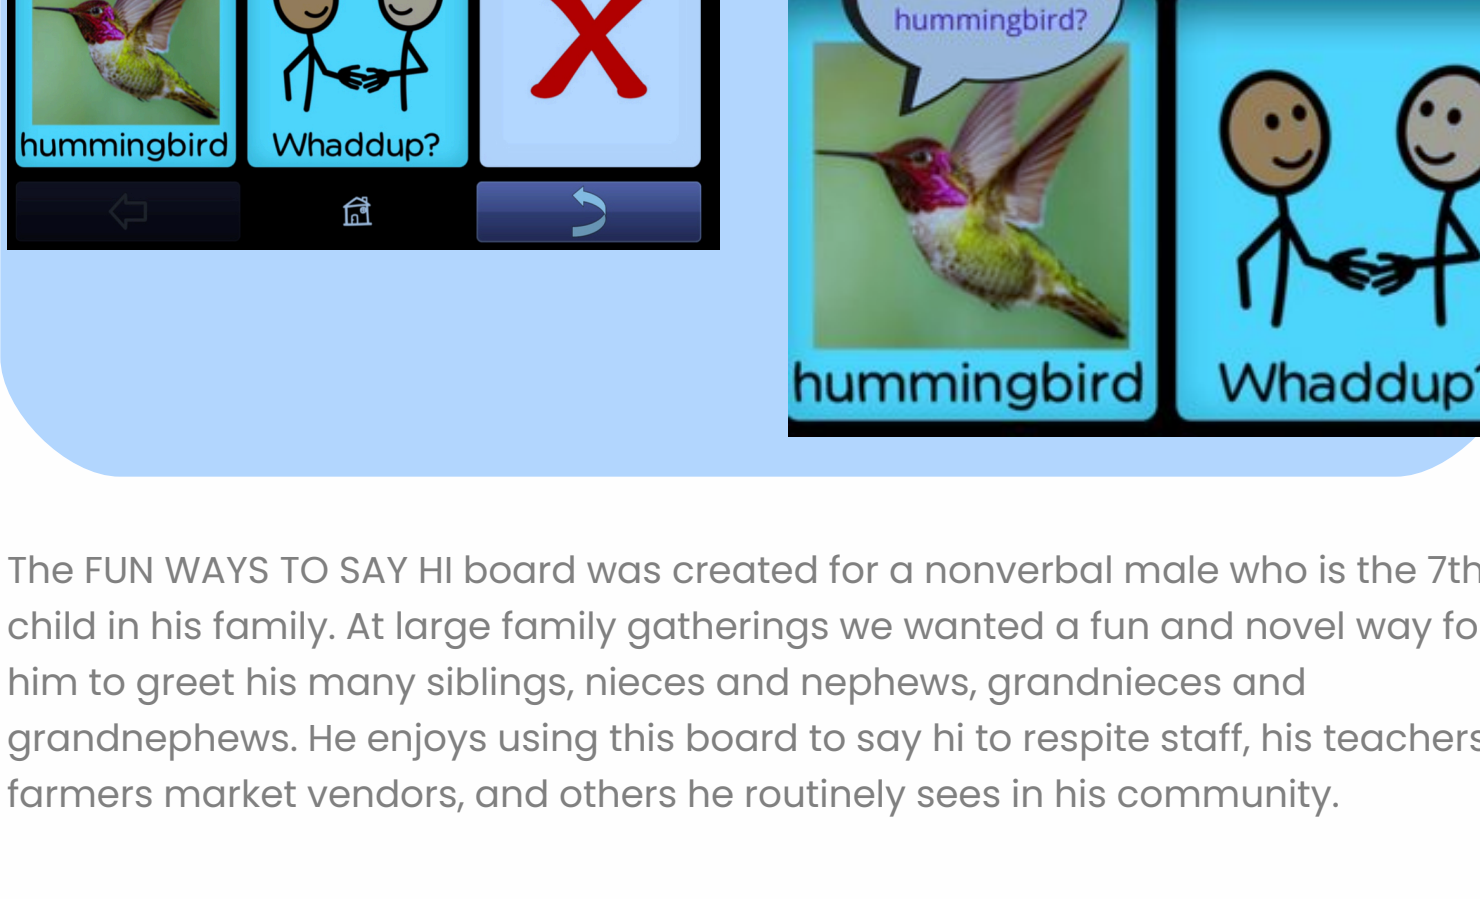 hummingbird?
hummingbird
Whaddup?
hummingbird
Whaddup?
The FUN WAYS TO SAY HI board was created for a nonverbal male who is the 7th
child in his family. At large family gatherings we wanted a fun and novel way fo
him to greet his many siblings, nieces and nephews, grandnieces and
grandnephews. He enjoys using this board to say hi to respite staff, his teachers
farmers market vendors, and others he routinely sees in his community.